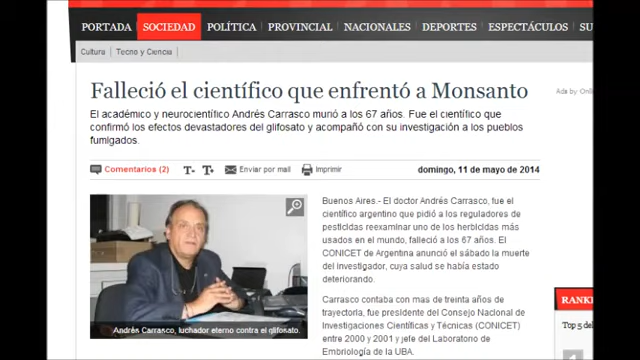 PORTADA SOCIEDAD POLÍTICA PROVINCIAL NACIONALES DEPORTES ESPECTÁCULOS SU
Cultura Tecno y Ciencia
Falleció el científico que enfrentó a Monsanto
El académico y neurocientífico Andrés Carrasco murió a los 67 años. Fue el científico que
confirmó los efectos devastadores del glifosato y acompañó con su investigación a los pueblos
fumigados.
Comentarios (2) T- T+ Enviar por mail Imprimir domingo, 11 de mayo de 2014
Ads by Onli
Buenos Aires.- El doctor Andrés Carrasco, fue el
científico argentino que pidió a los reguladores de
pesticidas reexaminar uno de los herbicidas más
usados en el mundo, falleció a los 67 años. El
CONICET de Argentina anunció el sábado la muerte
del investigador, cuya salud se había estado
deteriorando.
Carrasco contaba con mas de treinta años de
trayectoria, fue presidente del Consejo Nacional de
Investigaciones Científicas y Técnicas (CONICET)
entre 2000 y 2001 y jefe del Laboratorio de
Embriología de la UBA.
Andrés Carrasco, luchador eterno contra el glifosato.
RANKI
Top 5 del
1